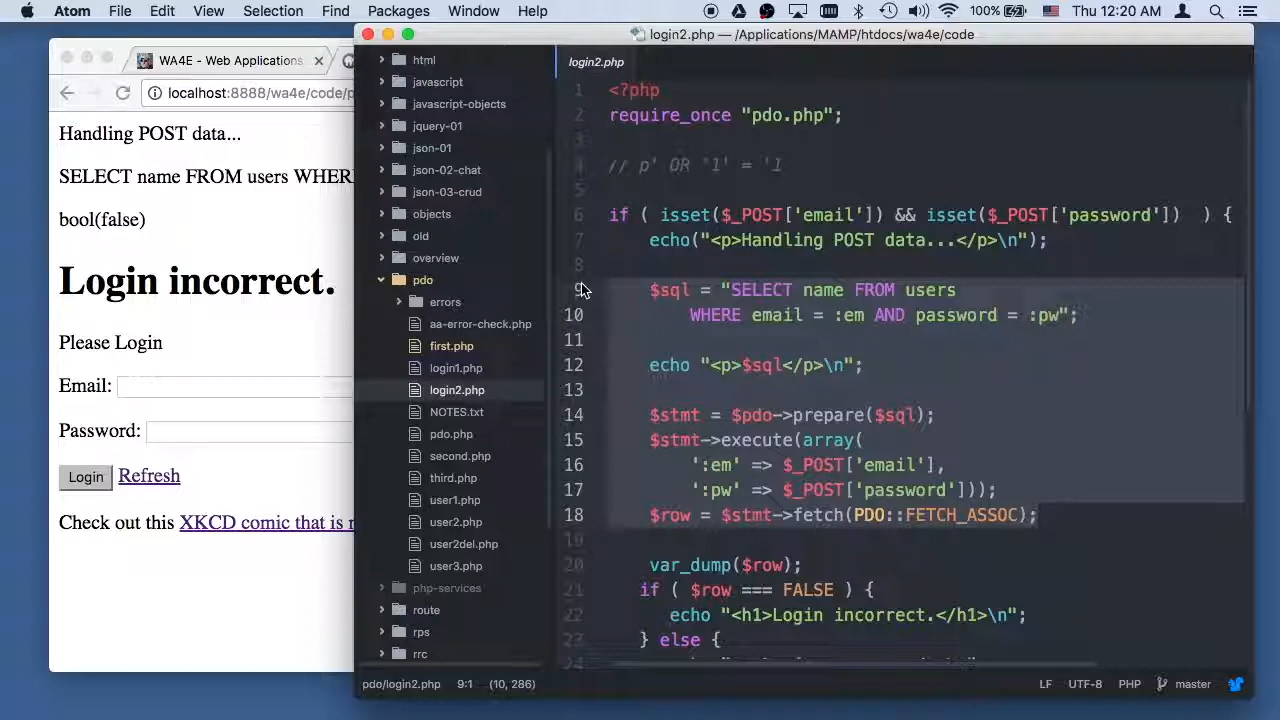 Atom File Edit View Selection Find Packages Window Help 100% Thu 12:20 AM
WA4E - Web Applications
localhost:8888/wa4e/code/p
Handling POST data...
SELECT name FROM users WHER
bool(false)
Login incorrect.
Please Login
Email:
Password:
Login Refresh
Check out this XKCD comic that is r
login2.php — /Applications/MAMP/htdocs/wa4e/code
html
javascript
javascript-objects
jquery-01
json-01
json-02-chat
json-03-crud
objects
old
overview
pdo
errors
aa-error-check.php
first.php
login1.php
login2.php
NOTES.txt
pdo.php
second.php
third.php
user1.php
user2.php
user2del.php
user3.php
php-services
route
rps
rrc
login2.php
1 <?php
2 require_once "pdo.php";
3
4 // p' OR '1' = '1
5
6 if ( isset($_POST['email']) && isset($_POST['password'])  ) {
7 echo("<p>Handling POST data...</p>\n");
8
9 $sql = "SELECT name FROM users
10 WHERE email = :em AND password = :pw";
11
12 echo "<p>$sql</p>\n";
13
14 $stmt = $pdo->prepare($sql);
15 $stmt->execute(array(
16 ':em' => $_POST['email'],
17 ':pw' => $_POST['password']));
18 $row = $stmt->fetch(PDO::FETCH_ASSOC);
19
20 var_dump($row);
21 if ( $row === FALSE ) {
22 echo "<h1>Login incorrect.</h1>\n";
23 } else {
24
pdo/login2.php 9:1 (10, 286) LF UTF-8 PHP master